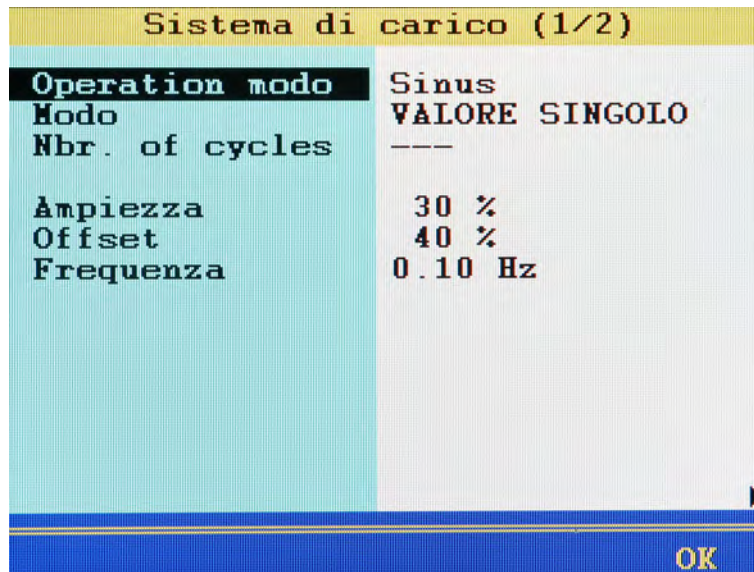 Sistema di carico (1/2)
Operation modo Sinus
Modo VALORE SINGOLO
Nbr. of cycles ---
Ampiezza 30 %
Offset 40 %
Frequenza 0.10 Hz
OK